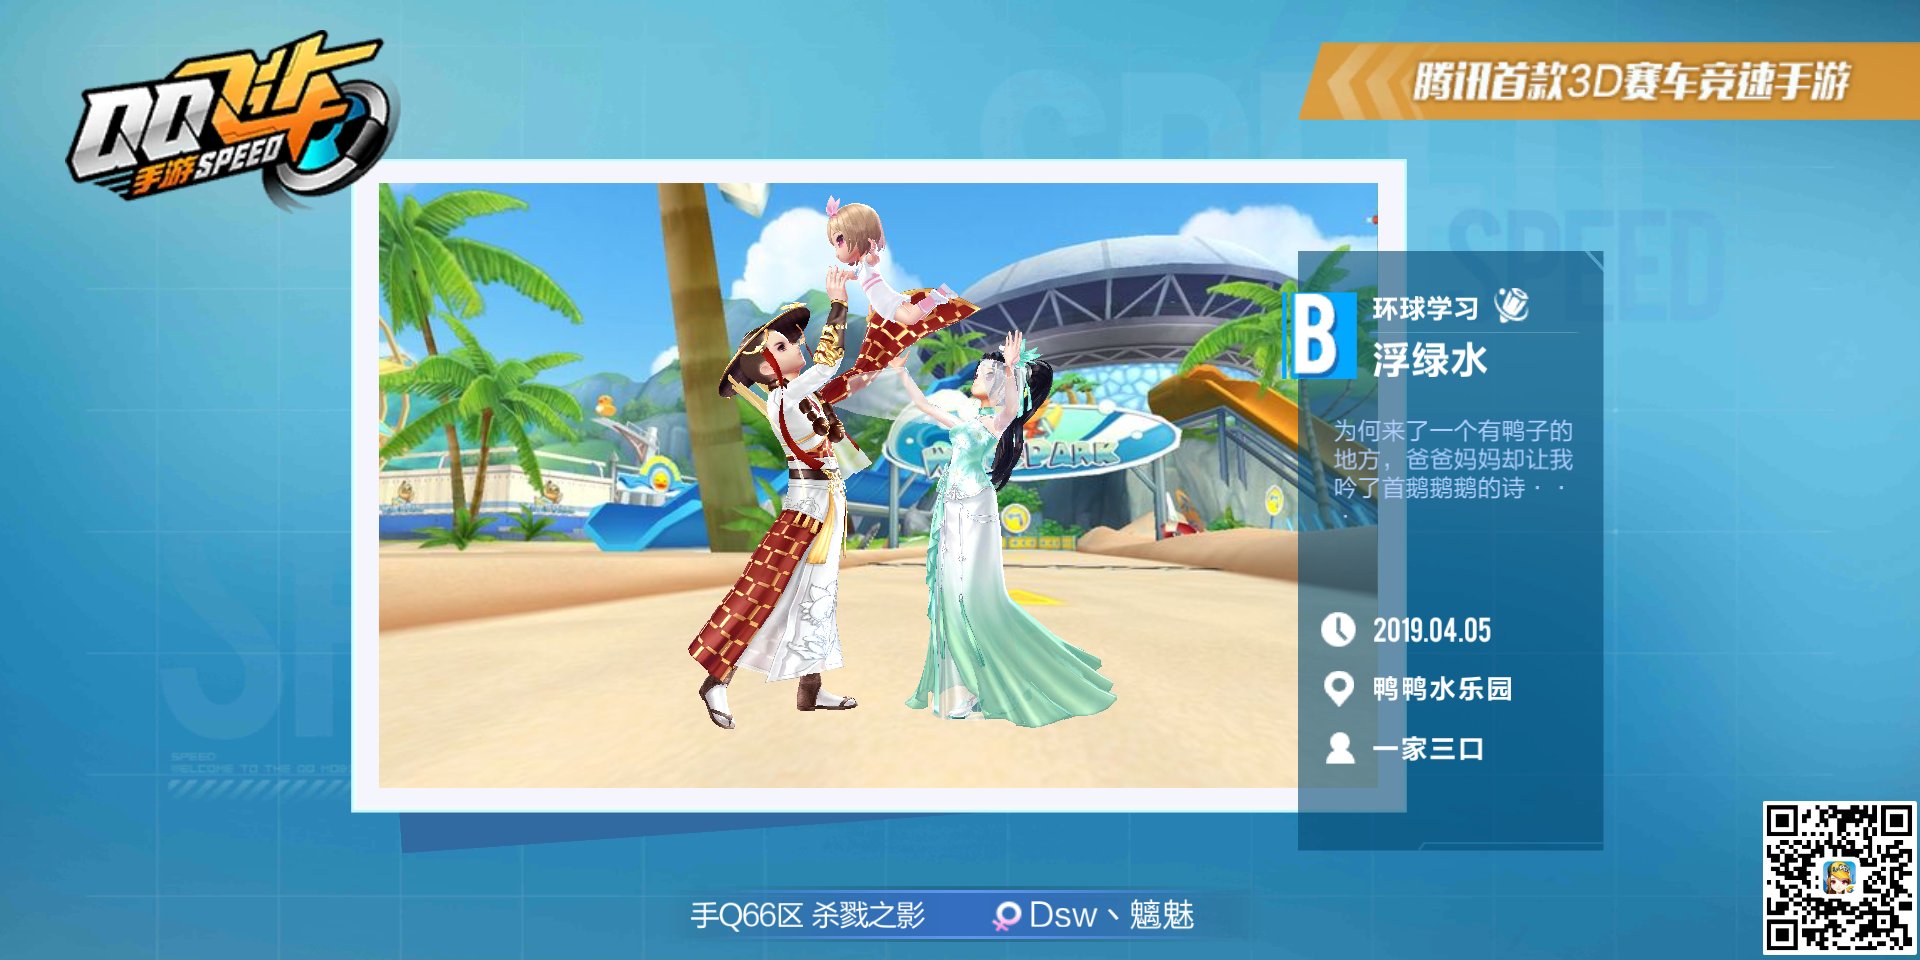 QQ飞车
手游SPEED
腾讯首款3D赛车竞速手游
SPEED
B
环球学习
浮绿水
为何来了一个有鸭子的
地方，爸爸妈妈却让我
吟了首鹅鹅鹅的诗··
·
PARK
2019.04.05
鸭鸭水乐园
一家三口
SPEED
手Q66区 杀戮之影
Dsw丶魑魅